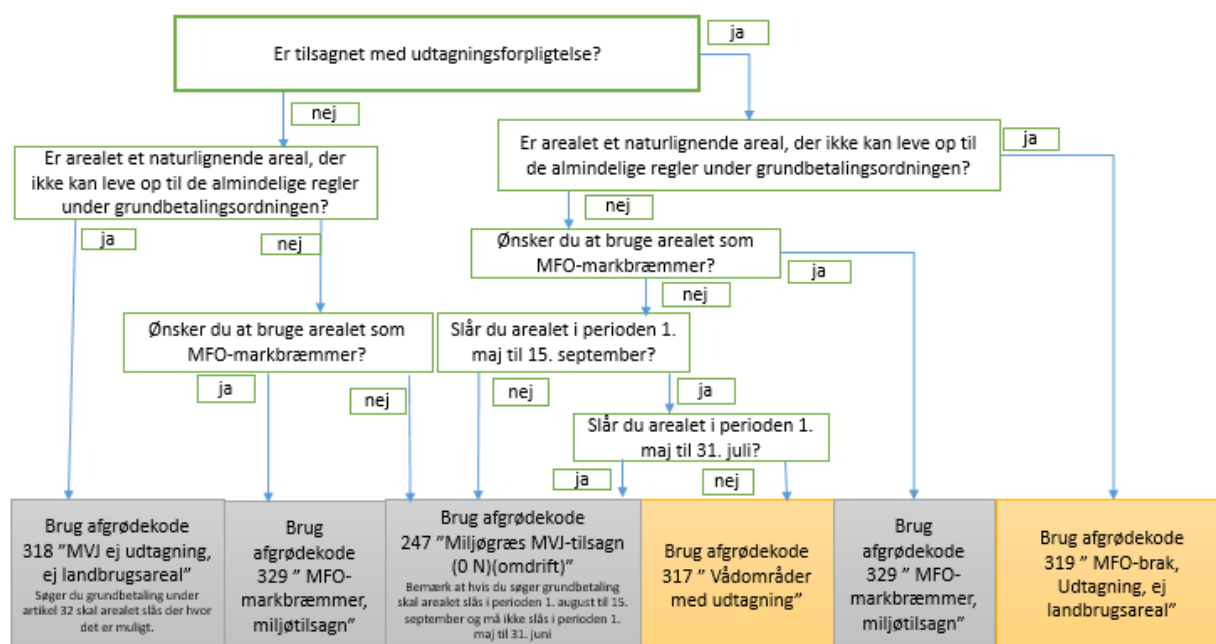 Er tilsagnet med udtagningsforpligtelse?
ja
nej
Er arealet et naturlignende areal, der
ikke kan leve op til de almindelige regler
under grundbetalingsordningen?
Er arealet et naturlignende areal, der ikke kan leve op til
de almindelige regler under grundbetalingsordningen?
ja
nej
ja
nej
Ønsker du at bruge arealet som
MFO-markbræmmer?
ja
nej
Ønsker du at bruge arealet som
MFO-markbræmmer?
Slår du arealet i perioden 1.
maj til 15. september?
ja
nej
nej
ja
Slår du arealet i perioden 1.
maj til 31. juli?
ja
nej
Brug afgrødekode
318 ”MVJ ej udtagning,
ej landbrugsareal”
Søger du grundbetaling under
artikel 32 skal arealet slås der hvor
det er muligt.
Brug
afgrødekode
329 ” MFO-
markbræmmer,
miljøtilsagn”
Brug afgrødekode
247 ”Miljøgræs MVJ-tilsagn
(0 N)(omdrift)”
Bemærk at hvis du søger grundbetaling
skal arealet slås i perioden 1. august til 15.
september og må ikke slås i perioden 1.
maj til 31. juni
Brug afgrødekode
317 ” Vådområder
med udtagning”
Brug
afgrødekode
329 ” MFO-
markbræmmer,
miljøtilsagn”
Brug afgrødekode
319 ” MFO-brak,
Udtagning, ej
landbrugsareal”